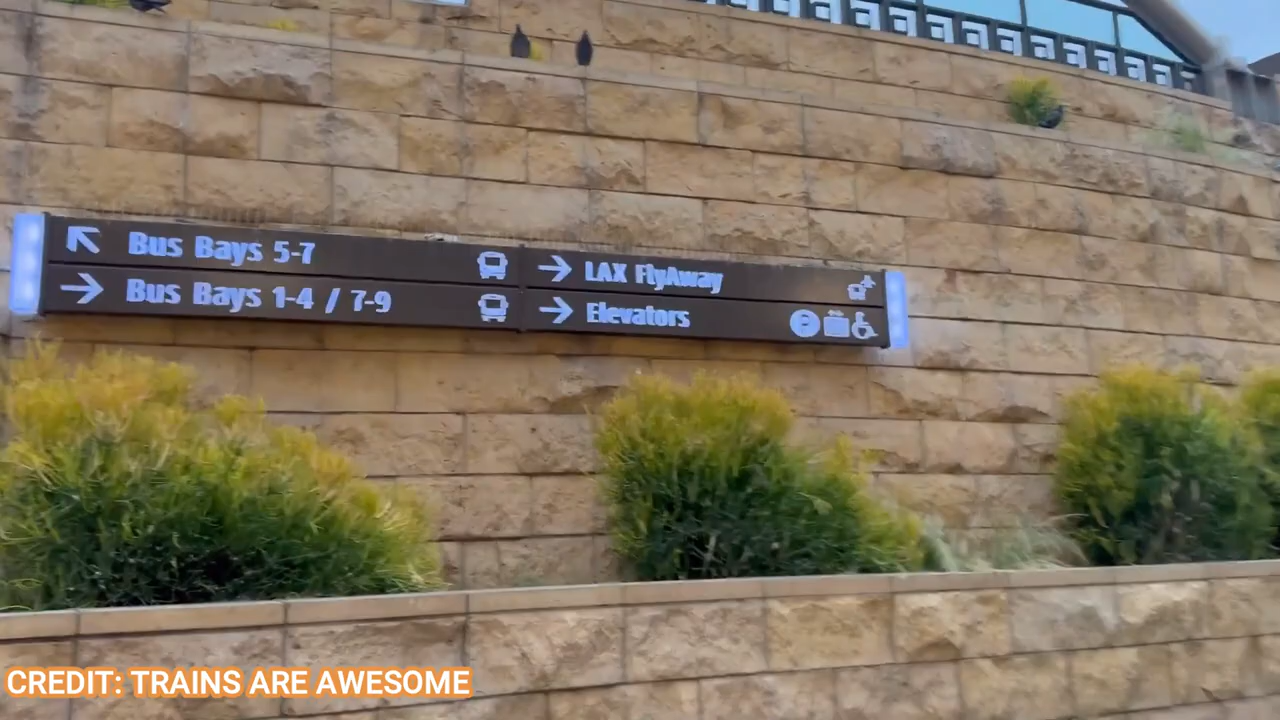 Bus Bays 5-7
Bus Bays 1-4 / 7-9
LAX FlyAway
Elevators
P
CREDIT: TRAINS ARE AWESOME